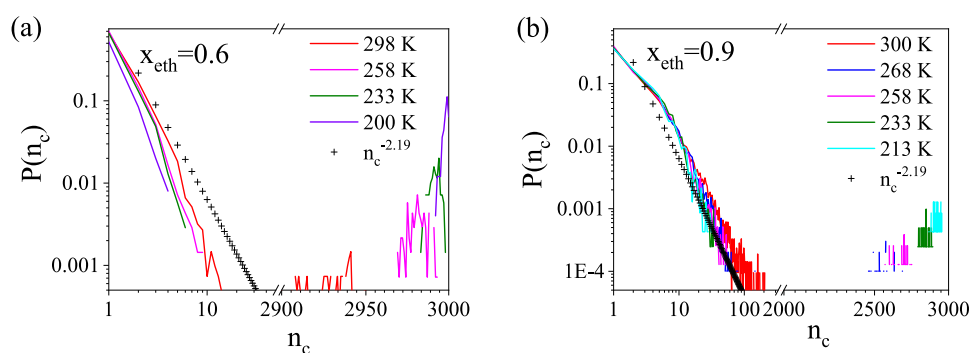 (a)
x_eth=0.6
298 K
258 K
233 K
200 K
n_c^-2.19
P(n_c)
0.1
0.01
0.001
1
10
2900
2950
3000
n_c
(b)
x_eth=0.9
300 K
268 K
258 K
233 K
213 K
n_c^-2.19
P(n_c)
1
0.1
0.01
0.001
1E-4
1
10
100
2000
2500
3000
n_c